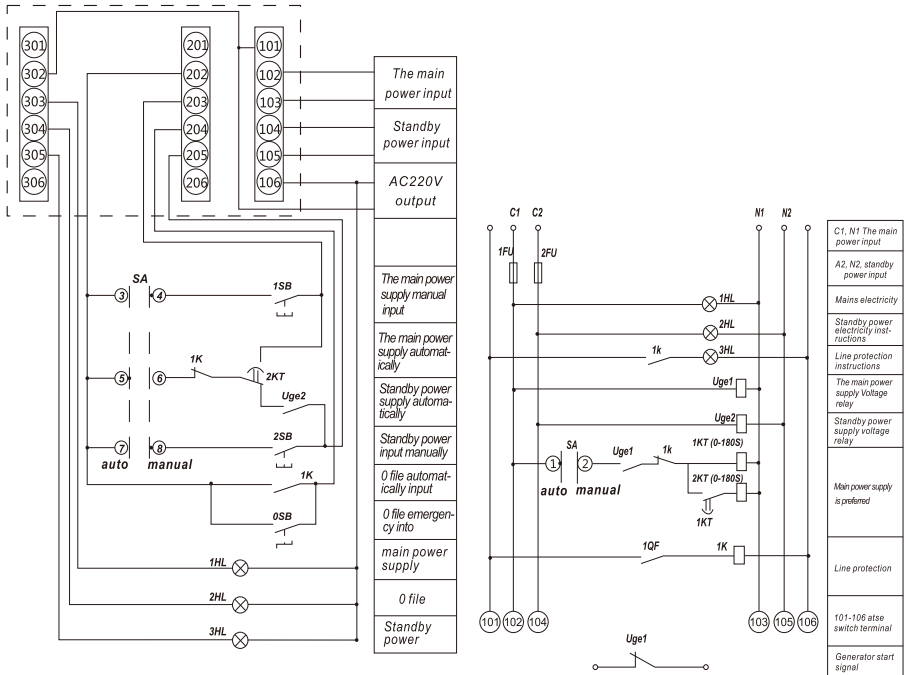 301
302
303
304
305
306
201
202
203
204
205
206
101
102
103
104
105
106
The main
power input
Standby
power input
AC220V
output
The main power
supply manual
input
The main power
supply automat-
ically
Standby power
supply automa-
tically
Standby power
input manually
0 file automat-
ically input
0 file emergen-
cy into
main power
supply
0 file
Standby
power
SA
3
4
1SB
5
6
1K
2KT
Uge2
7
8
2SB
auto manual
1K
0SB
1HL
2HL
3HL
C1 C2 N1 N2
1FU 2FU
1HL
2HL
1k 3HL
Uge1
Uge2
SA
1
2
Uge1 1k 1KT (0-180S)
auto manual
2KT (0-180S)
1KT
1QF 1K
101 102 104 103 105 106
Uge1
C1, N1 The main
power input
A2, N2, standby
power input
Mains electricity
Standby power
electricity inst-
ructions
Line protection
instructions
The main power
supply Voltage
relay
Standby power
supply voltage
relay
Main power supply
is preferred
Line protection
101-106 atse
switch terminal
Generator start
signal